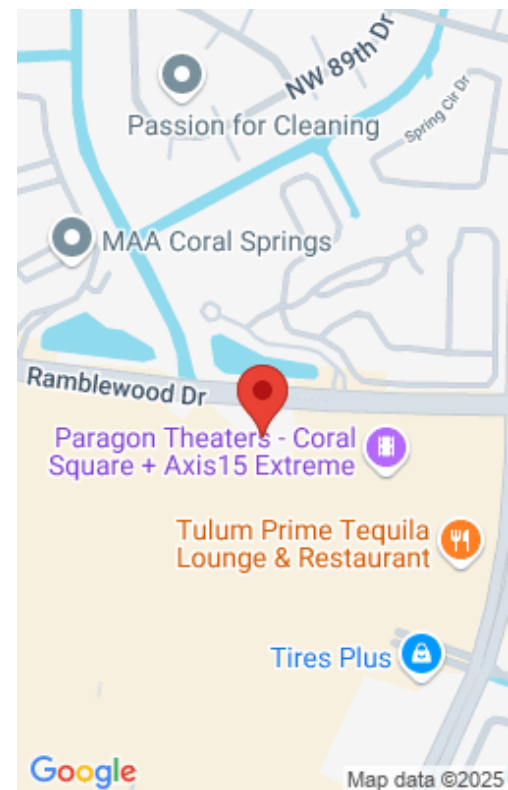 NW 89th Dr
Passion for Cleaning
Spring Cir Dr
MAA Coral Springs
Ramblewood Dr
Paragon Theaters - Coral
Square + Axis15 Extreme
Tulum Prime Tequila
Lounge & Restaurant
Tires Plus
Google
Map data ©2025